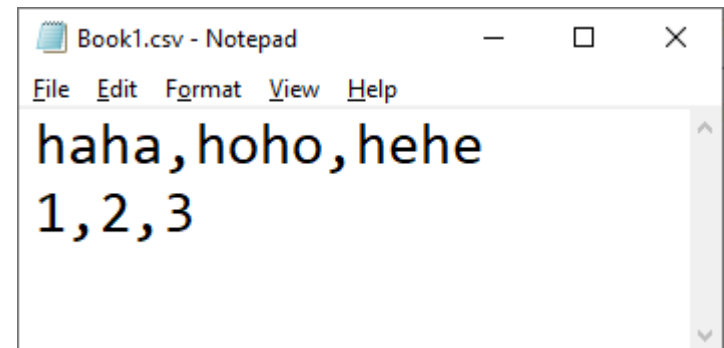 Book1.csv - Notepad
File Edit Format View Help
haha,hoho,hehe
1,2,3